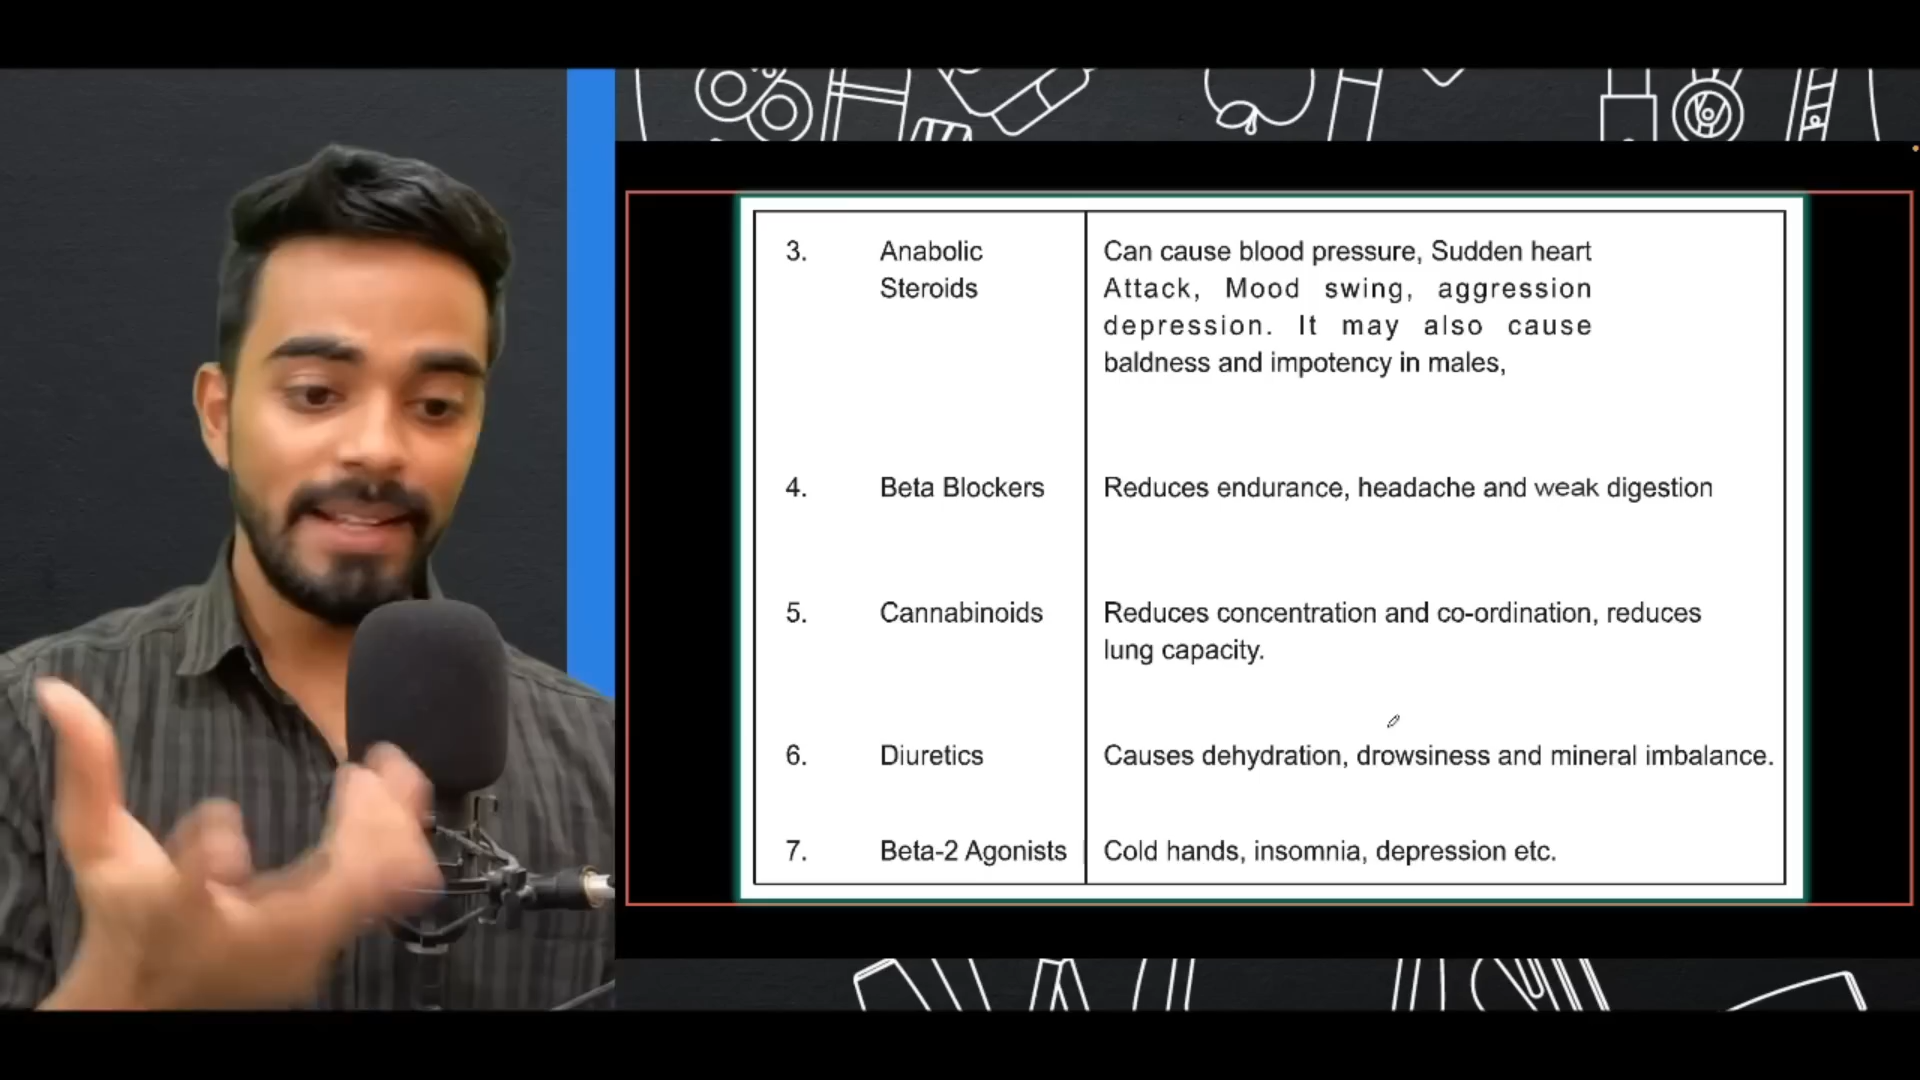 3. Anabolic Can cause blood pressure, Sudden heart
Steroids Attack, Mood swing, aggression
depression. It may also cause
baldness and impotency in males,
4. Beta Blockers Reduces endurance, headache and weak digestion
5. Cannabinoids Reduces concentration and co-ordination, reduces
lung capacity.
6. Diuretics Causes dehydration, drowsiness and mineral imbalance.
7. Beta-2 Agonists Cold hands, insomnia, depression etc.